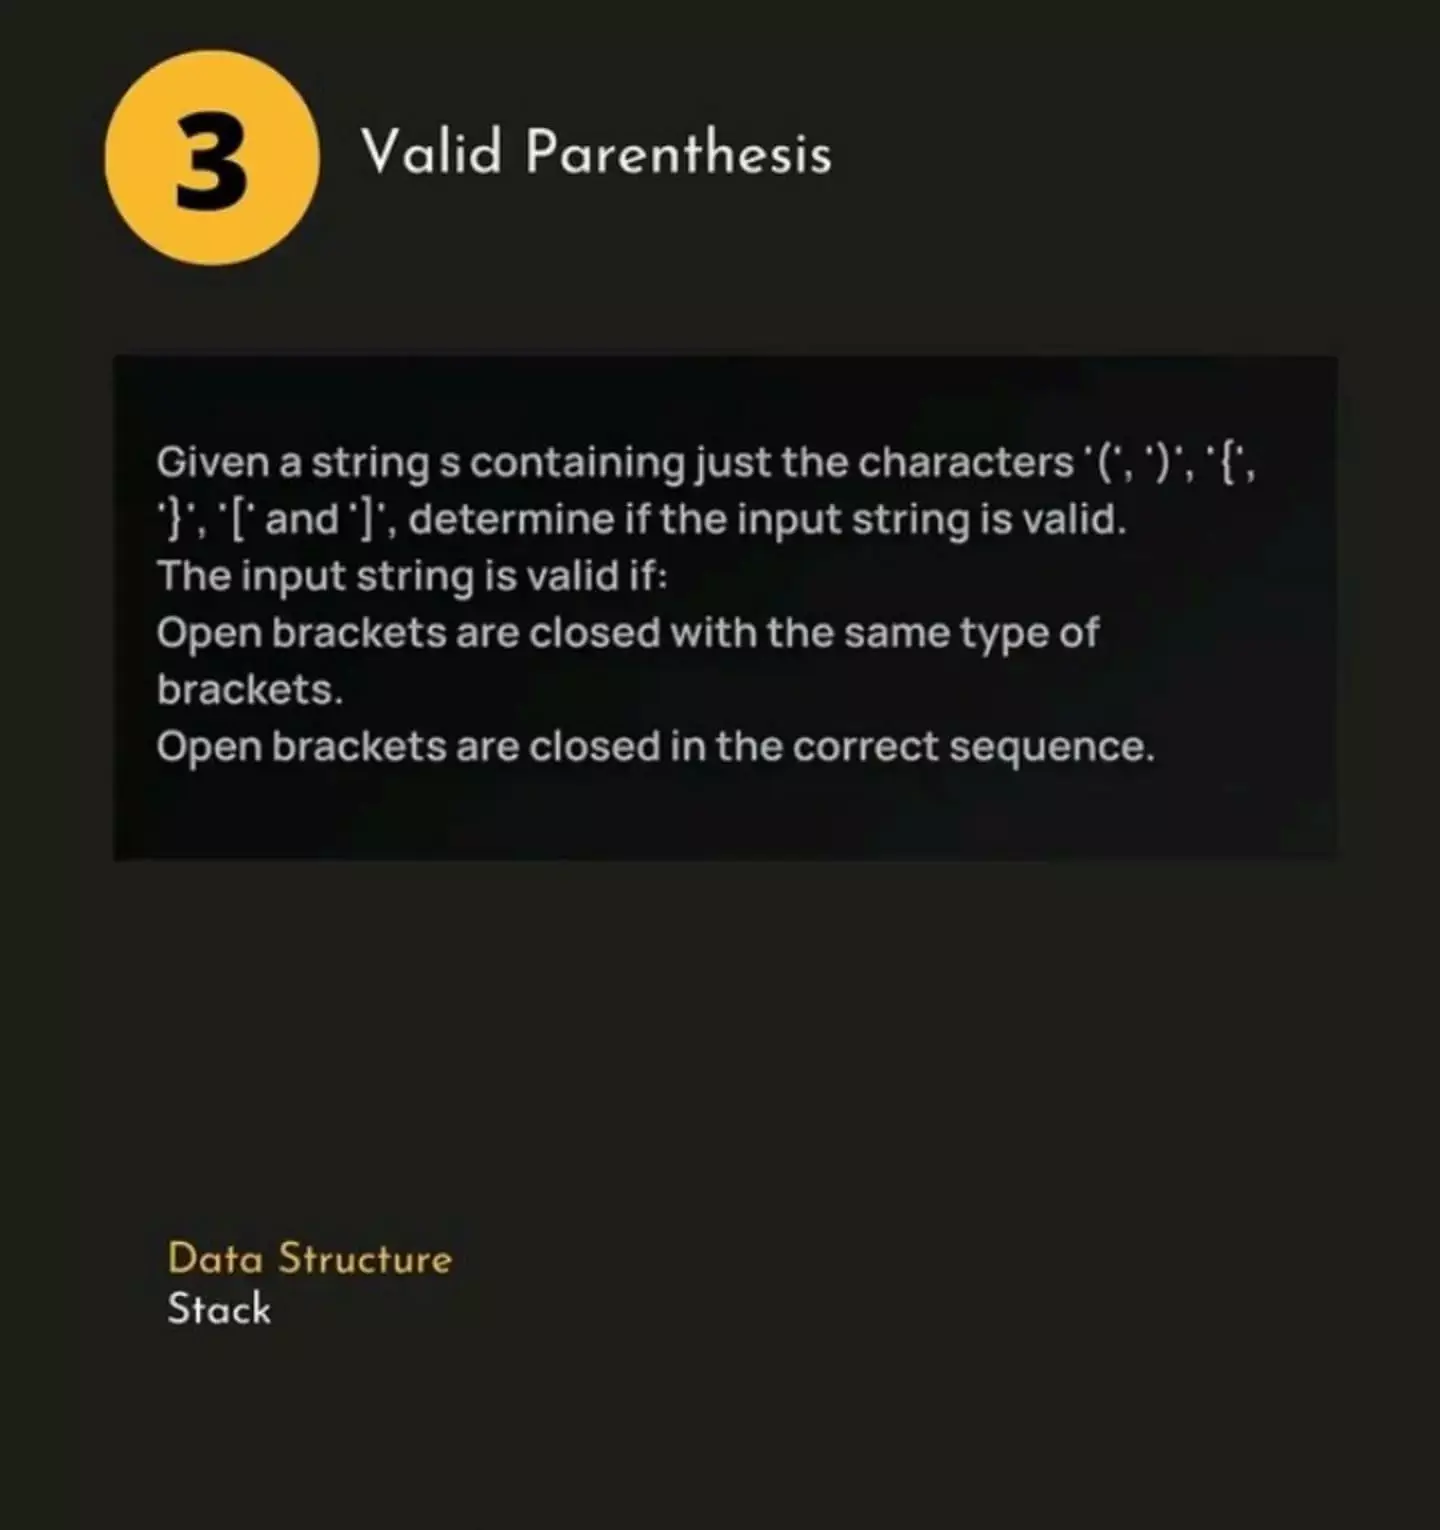 3
Valid Parenthesis
Given a string s containing just the characters '(', ')', '{',
'}', '[' and ']', determine if the input string is valid.
The input string is valid if:
Open brackets are closed with the same type of
brackets.
Open brackets are closed in the correct sequence.
Data Structure
Stack